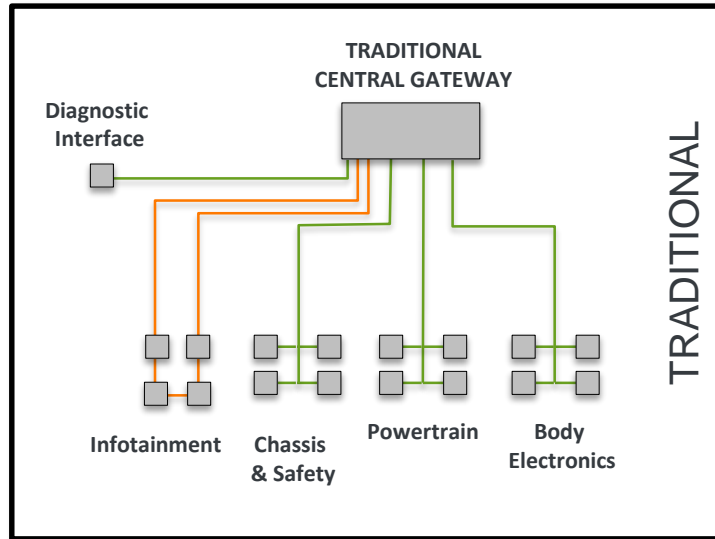 TRADITIONAL
CENTRAL GATEWAY
Diagnostic
Interface
TRADITIONAL
Infotainment
Chassis
& Safety
Powertrain
Body
Electronics